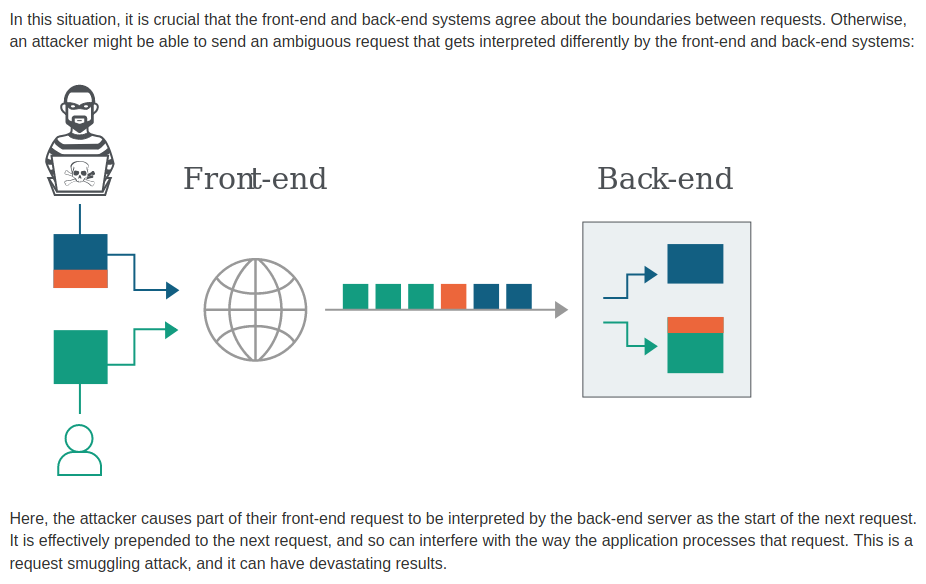 In this situation, it is crucial that the front-end and back-end systems agree about the boundaries between requests. Otherwise,
an attacker might be able to send an ambiguous request that gets interpreted differently by the front-end and back-end systems:
Front-end
Back-end
Here, the attacker causes part of their front-end request to be interpreted by the back-end server as the start of the next request.
It is effectively prepended to the next request, and so can interfere with the way the application processes that request. This is a
request smuggling attack, and it can have devastating results.